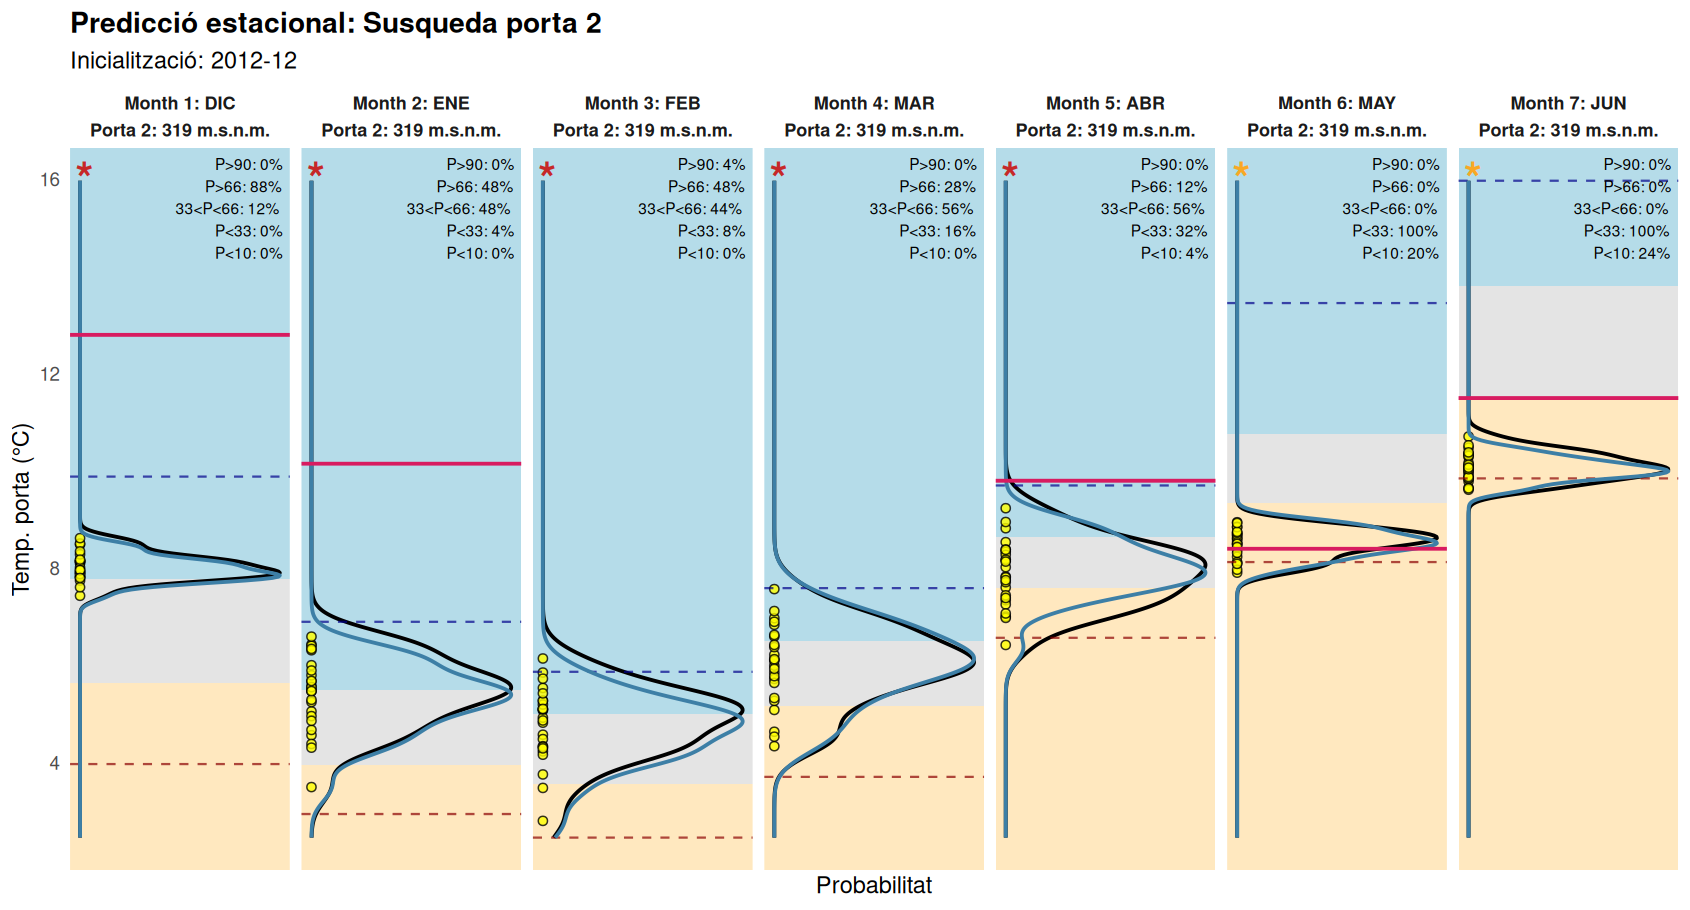 Predicció estacional: Susqueda porta 2
Inicialització: 2012-12
Month 1: DIC
Porta 2: 319 m.s.n.m.
Month 2: ENE
Porta 2: 319 m.s.n.m.
Month 3: FEB
Porta 2: 319 m.s.n.m.
Month 4: MAR
Porta 2: 319 m.s.n.m.
Month 5: ABR
Porta 2: 319 m.s.n.m.
Month 6: MAY
Porta 2: 319 m.s.n.m.
Month 7: JUN
Porta 2: 319 m.s.n.m.
*
P>90: 0%
P>66: 88%
33<P<66: 12%
P<33: 0%
P<10: 0%
*
P>90: 0%
P>66: 48%
33<P<66: 48%
P<33: 4%
P<10: 0%
*
P>90: 4%
P>66: 48%
33<P<66: 44%
P<33: 8%
P<10: 0%
*
P>90: 0%
P>66: 28%
33<P<66: 56%
P<33: 16%
P<10: 0%
*
P>90: 0%
P>66: 12%
33<P<66: 56%
P<33: 32%
P<10: 4%
*
P>90: 0%
P>66: 0%
33<P<66: 0%
P<33: 100%
P<10: 20%
*
P>90: 0%
P>66: 0%
33<P<66: 0%
P<33: 100%
P<10: 24%
16
12
8
4
Temp. porta (°C)
Probabilitat